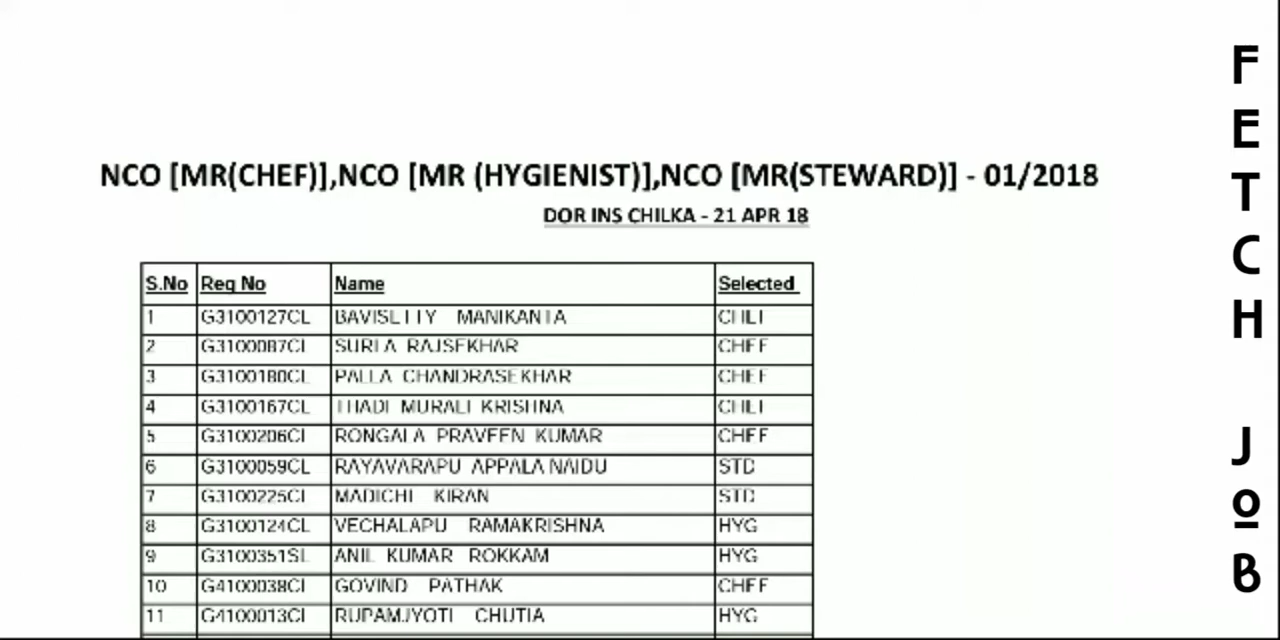 NCO [MR(CHEF)],NCO [MR (HYGIENIST)],NCO [MR(STEWARD)] - 01/2018
DOR INS CHILKA - 21 APR 18
S.No Reg No Name Selected
1 G3100127CL BAVISETTY MANIKANTA CHEF
2 G3100087CL SURLA RAJSEKHAR CHEF
3 G3100180CL PALLA CHANDRASEKHAR CHEF
4 G3100167CL THADI MURALI KRISHNA CHEF
5 G3100206CL RONGALA PRAVEEN KUMAR CHEF
6 G3100059CL RAYAVARAPU APPALA NAIDU STD
7 G3100225CL MADICHI KIRAN STD
8 G3100124CL VECHALAPU RAMAKRISHNA HYG
9 G3100351SL ANIL KUMAR ROKKAM HYG
10 G4100038CL GOVIND PATHAK CHEF
11 G4100013CL RUPAMJYOTI CHUTIA HYG
FETCH JOB